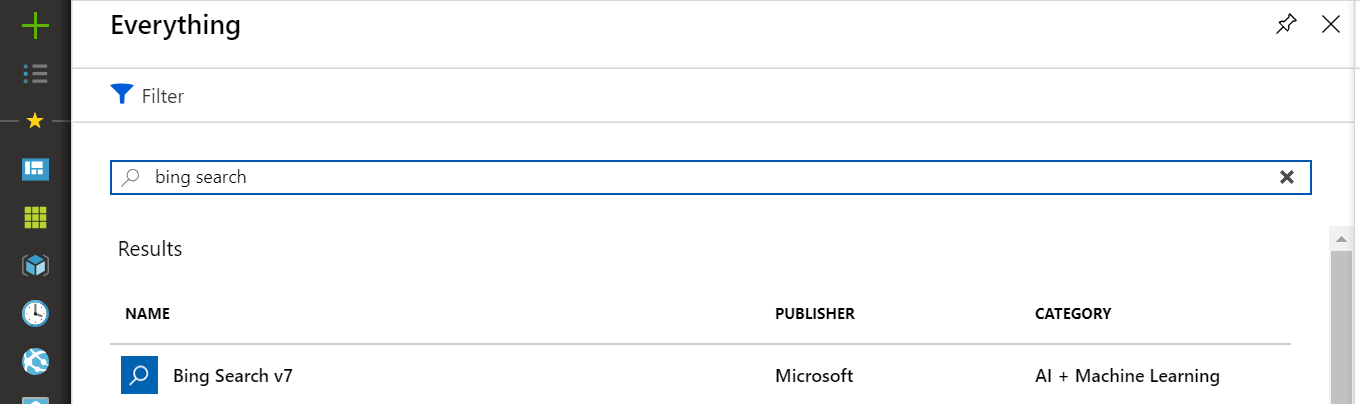 Everything
Filter
bing search
Results
NAME PUBLISHER CATEGORY
Bing Search v7 Microsoft AI + Machine Learning